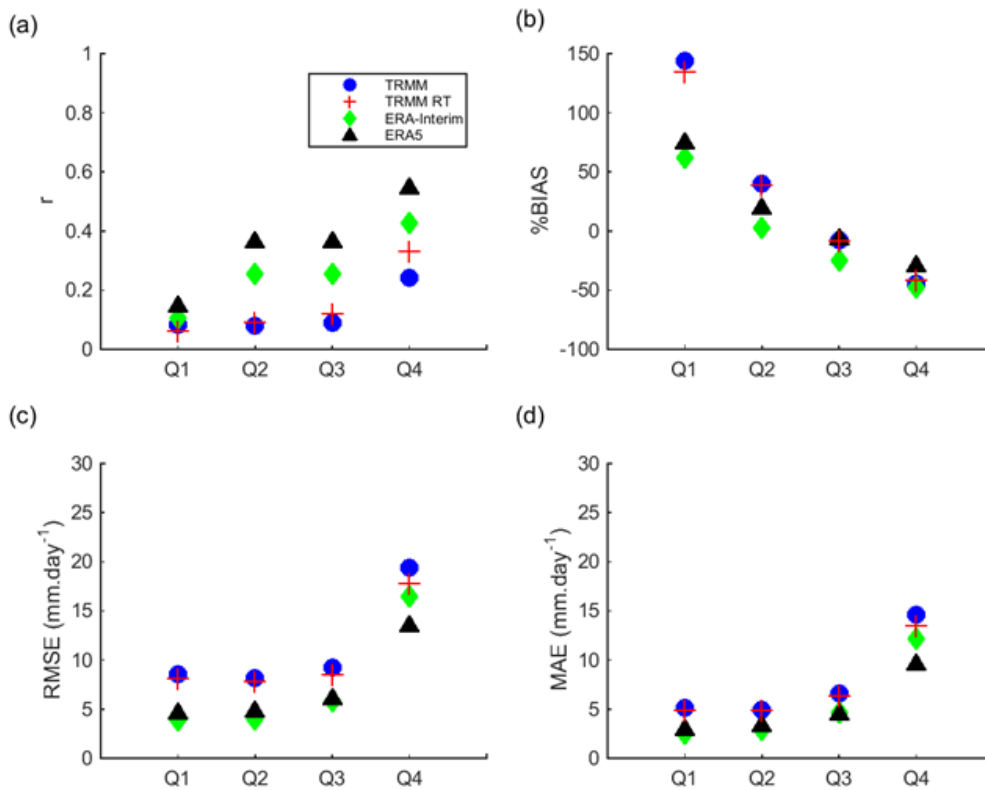 (a)
1
0.8
0.6
0.4
0.2
0
r
Q1 Q2 Q3 Q4
TRMM
TRMM RT
ERA-Interim
ERA5
(b)
150
100
50
0
-50
-100
%BIAS
Q1 Q2 Q3 Q4
(c)
30
25
20
15
10
5
0
RMSE (mm.day⁻¹)
Q1 Q2 Q3 Q4
(d)
30
25
20
15
10
5
0
MAE (mm.day⁻¹)
Q1 Q2 Q3 Q4